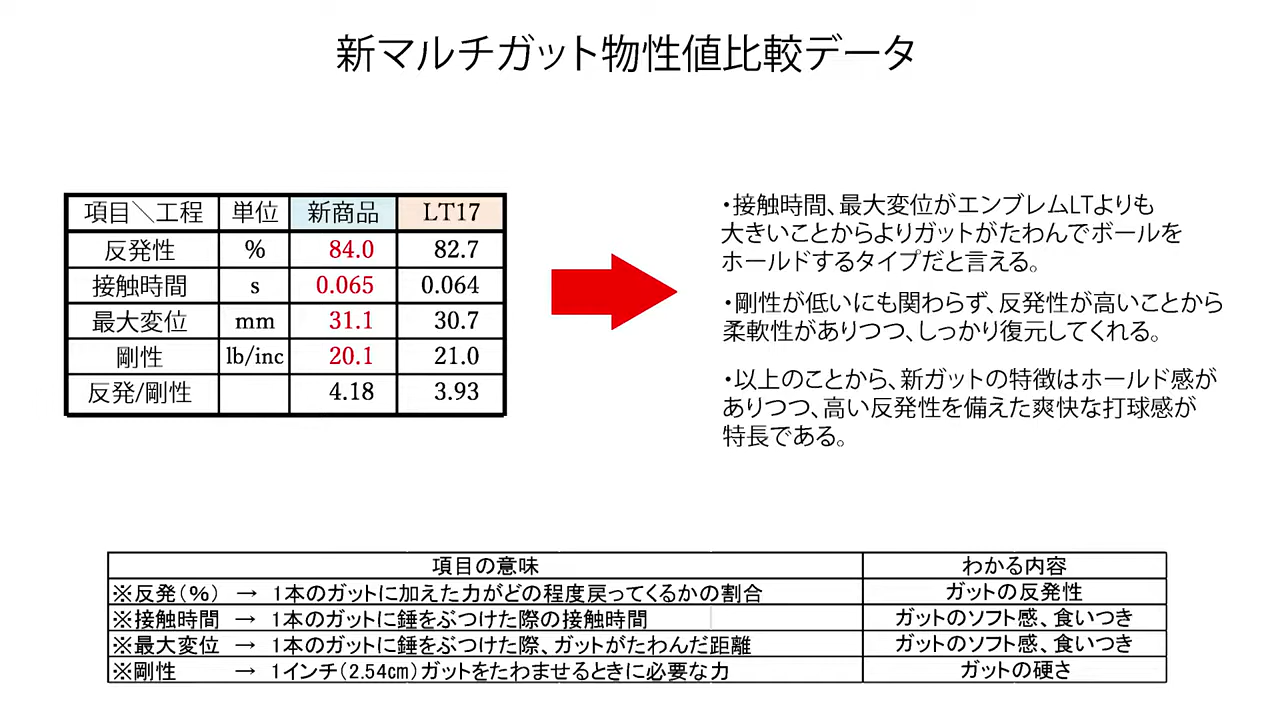 新マルチガット物性値比較データ
項目＼工程 単位 新商品 LT17
反発性 % 84.0 82.7
接触時間 s 0.065 0.064
最大変位 mm 31.1 30.7
剛性 lb/inc 20.1 21.0
反発/剛性 4.18 3.93
・接触時間、最大変位がエンブレムLTよりも
大きいことからよりガットがたわんでボールを
ホールドするタイプだと言える。
・剛性が低いにも関わらず、反発性が高いことから
柔軟性がありつつ、しっかり復元してくれる。
・以上のことから、新ガットの特徴はホールド感が
ありつつ、高い反発性を備えた爽快な打球感が
特長である。
項目の意味 わかる内容
※反発（%） → 1本のガットに加えた力がどの程度戻ってくるかの割合 ガットの反発性
※接触時間 → 1本のガットに錘をぶつけた際の接触時間 ガットのソフト感、食いつき
※最大変位 → 1本のガットに錘をぶつけた際、ガットがたわんだ距離 ガットのソフト感、食いつき
※剛性 → 1インチ（2.54cm）ガットをたわませるときに必要な力 ガットの硬さ